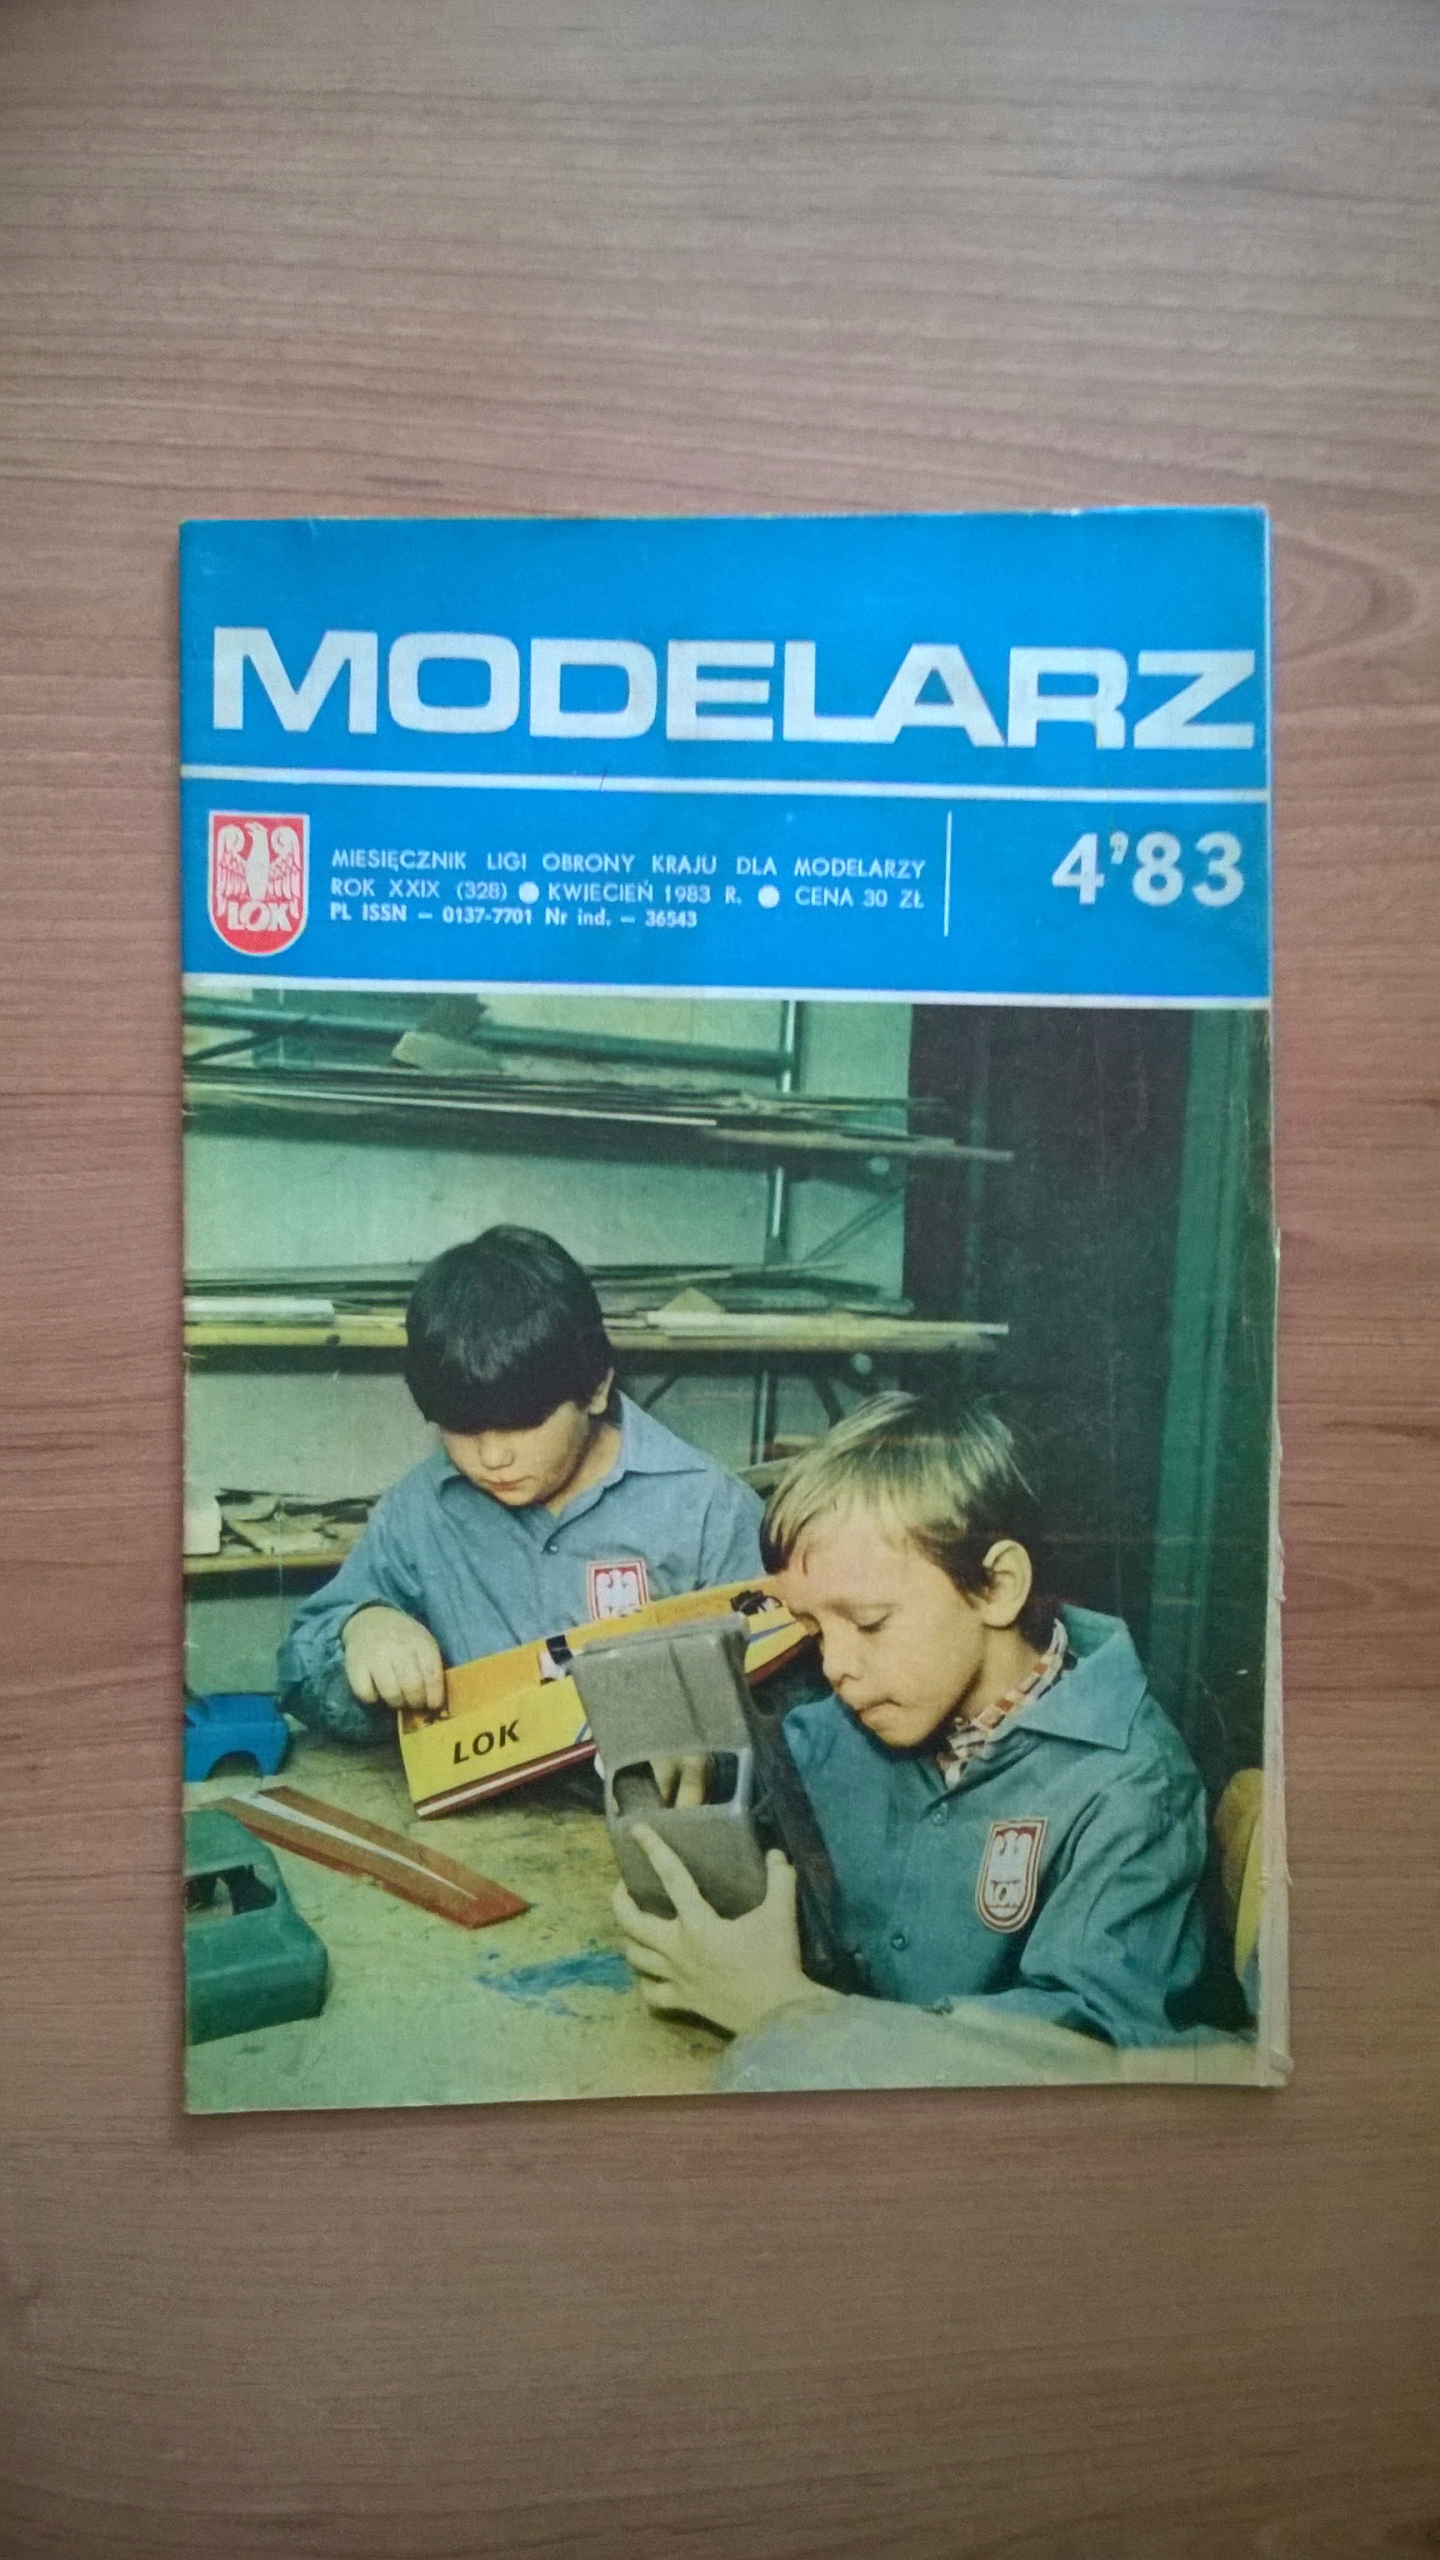 MODELARZ
LOK
MIESIĘCZNIK LIGI OBRONY KRAJU DLA MODELARZY
ROK XXIX (328) ● KWIECIEŃ 1983 R. ● CENA 30 ZŁ
PL ISSN — 0137-7701 Nr ind. — 36543
4'83
LOK
LOK